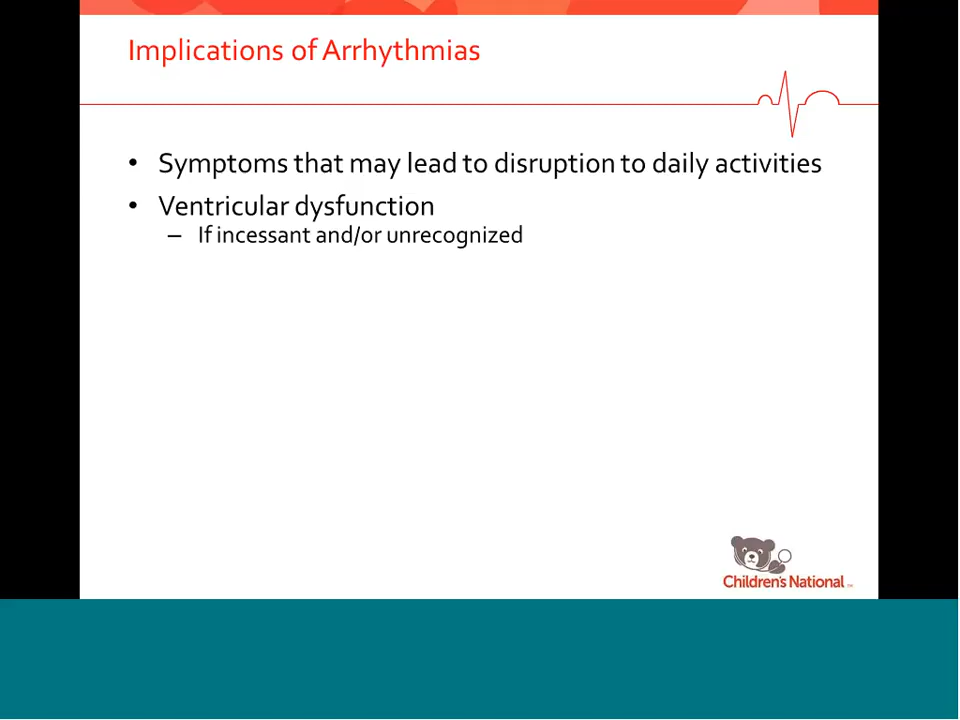 Implications of Arrhythmias
• Symptoms that may lead to disruption to daily activities
• Ventricular dysfunction
– If incessant and/or unrecognized
Children's National